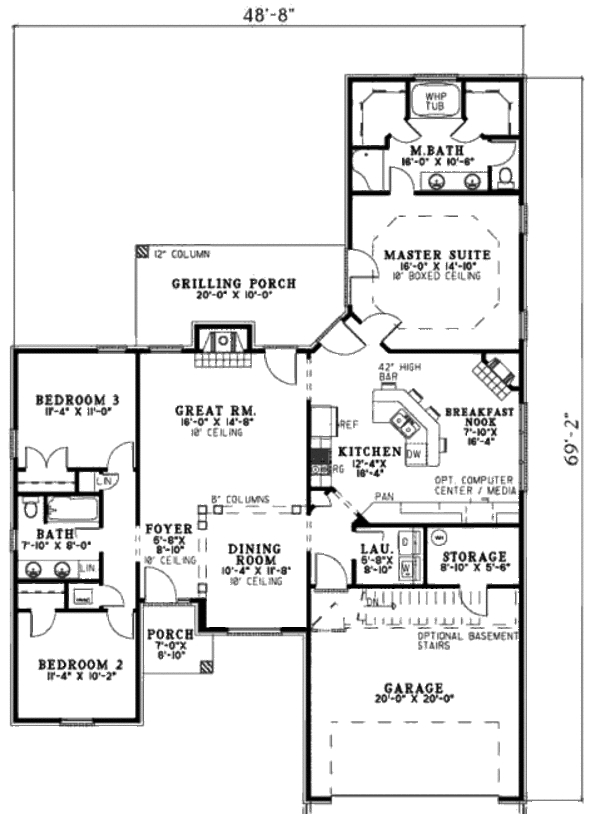 48'-8"
WHP
TUB
M.BATH
16'-0" X 10'-6"
MASTER SUITE
16'-0" X 14'-10"
10' BOXED CEILING
12" COLUMN
GRILLING PORCH
20'-0" X 10'-0"
69'-2"
BEDROOM 3
11'-4" X 11'-0"
GREAT RM.
16'-0" X 14'-8"
10' CEILING
42" HIGH
BAR
BREAKFAST
NOOK
7'-10"X
16'-4"
REF
KITCHEN
12'-4"X
16'-4"
DW
RG
LIN
OPT. COMPUTER
CENTER / MEDIA
PAN
8" COLUMNS
FOYER
5'-8"X
8'-10"
10' CEILING
BATH
7'-10" X 8'-0"
LIN
DINING
ROOM
10'-4" X 11'-8"
10' CEILING
LAU.
5'-8"X
8'-10"
D
W
WH
STORAGE
8'-10" X 5'-6"
HVAC
DN
OPTIONAL BASEMENT
STAIRS
PORCH
7'-0"X
6'-10"
BEDROOM 2
11'-4" X 10'-2"
GARAGE
20'-0" X 20'-0"